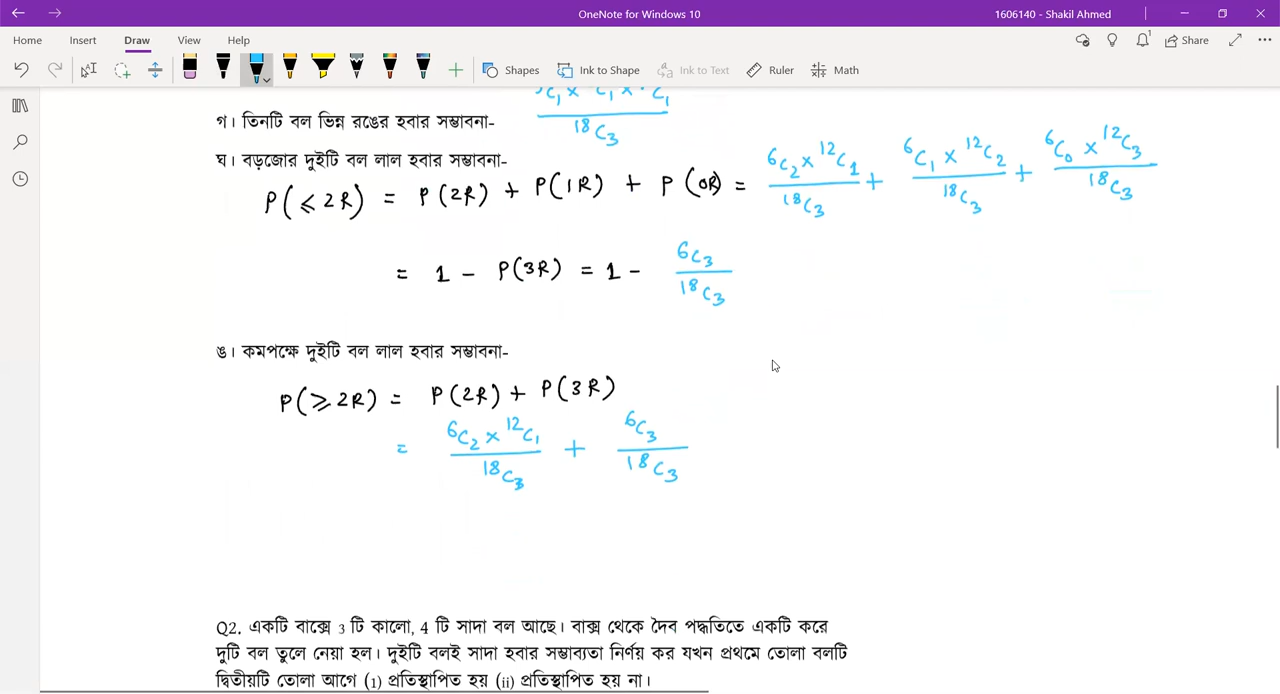 OneNote for Windows 10
1606140 - Shakil Ahmed
Home Insert Draw View Help
Share
Shapes Ink to Shape Ink to Text Ruler Math
গ। তিনটি বল ভিন্ন রঙের হবার সম্ভাবনা-
¹⁸C₃
ঘ। বড়জোর দুইটি বল লাল হবার সম্ভাবনা-
P(≤2R) = P(2R) + P(1R) + P(0R) = ⁶C₂ × ¹²C₁ / ¹⁸C₃ + ⁶C₁ × ¹²C₂ / ¹⁸C₃ + ⁶C₀ × ¹²C₃ / ¹⁸C₃
= 1 - P(3R) = 1 - ⁶C₃ / ¹⁸C₃
ঙ। কমপক্ষে দুইটি বল লাল হবার সম্ভাবনা-
P(≥2R) = P(2R) + P(3R)
= ⁶C₂ × ¹²C₁ / ¹⁸C₃ + ⁶C₃ / ¹⁸C₃
Q2. একটি বাক্সে 3 টি কালো, 4 টি সাদা বল আছে। বাক্স থেকে দৈব পদ্ধতিতে একটি করে
দুটি বল তুলে নেয়া হল। দুইটি বলই সাদা হবার সম্ভাব্যতা নির্ণয় কর যখন প্রথমে তোলা বলটি
দ্বিতীয়টি তোলা আগে (i) প্রতিস্থাপিত হয় (ii) প্রতিস্থাপিত হয় না।